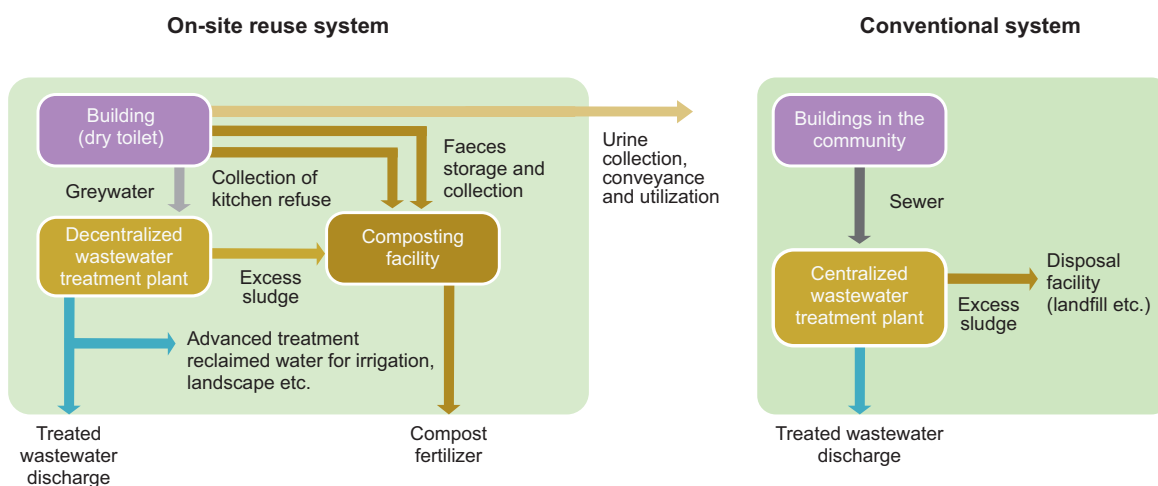 On-site reuse system
Conventional system
Building
(dry toilet)
Greywater
Collection of
kitchen refuse
Faeces
storage and
collection
Urine
collection,
conveyance
and utilization
Decentralized
wastewater
treatment plant
Excess
sludge
Composting
facility
Advanced treatment
reclaimed water for irrigation,
landscape etc.
Treated
wastewater
discharge
Compost
fertilizer
Buildings in the
community
Sewer
Centralized
wastewater
treatment plant
Excess
sludge
Disposal
facility
(landfill etc.)
Treated wastewater
discharge